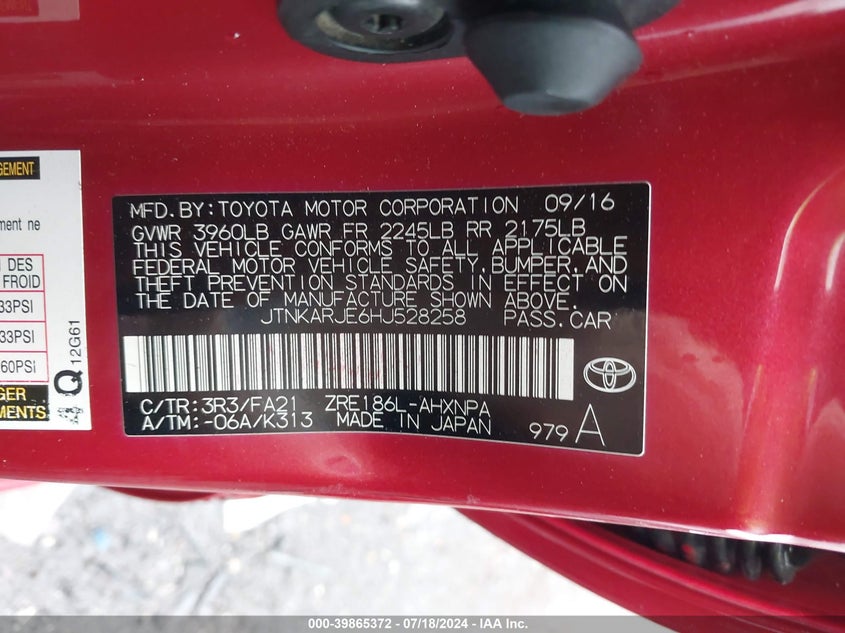 GEMENT
ement ne
N DES
FROID
33PSI
33PSI
60PSI
GER
EMENTS
Q 12G61
MFD.BY:TOYOTA MOTOR CORPORATION 09/16
GVWR 3960LB GAWR FR 2245LB RR 2175LB
THIS VEHICLE CONFORMS TO ALL APPLICABLE
FEDERAL MOTOR VEHICLE SAFETY,BUMPER,AND
THEFT PREVENTION STANDARDS IN EFFECT ON
THE DATE OF MANUFACTURE SHOWN ABOVE.
JTNKARJE6HJ528258 PASS.CAR
C/TR:3R3/FA21 ZRE186L-AHXNPA
A/TM:-06A/K313 MADE IN JAPAN
979 A
000-39865372 - 07/18/2024 - IAA, Inc.